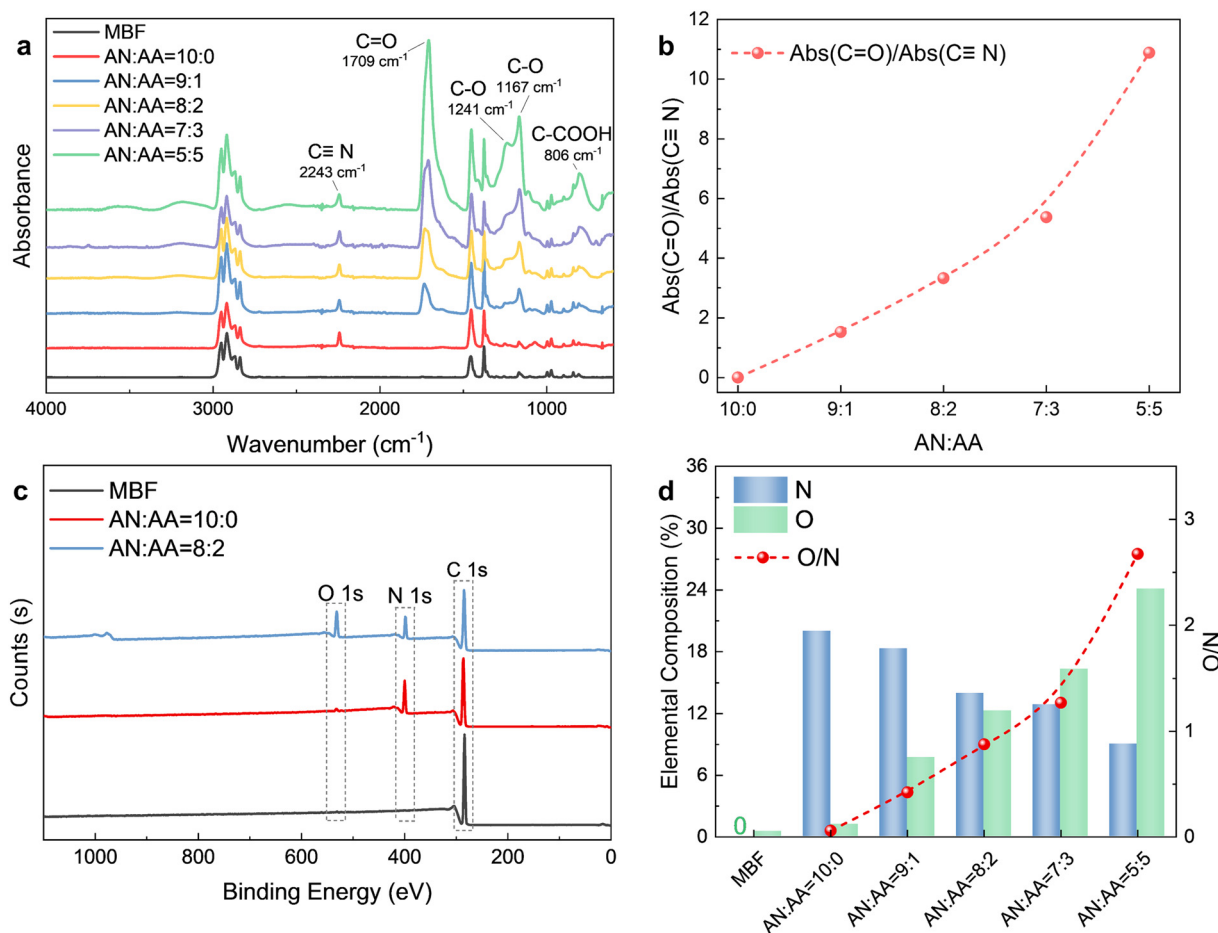 a
MBF
AN:AA=10:0
AN:AA=9:1
AN:AA=8:2
AN:AA=7:3
AN:AA=5:5
C=O
1709 cm⁻¹
C-O
1241 cm⁻¹
C-O
1167 cm⁻¹
C-COOH
806 cm⁻¹
C≡ N
2243 cm⁻¹
Absorbance
4000 3000 2000 1000
Wavenumber (cm⁻¹)
b
Abs(C=O)/Abs(C≡ N)
Abs(C=O)/Abs(C≡ N)
12
10
8
6
4
2
0
10:0 9:1 8:2 7:3 5:5
AN:AA
c
MBF
AN:AA=10:0
AN:AA=8:2
O 1s
N 1s
C 1s
Counts (s)
1000 800 600 400 200 0
Binding Energy (eV)
d
N
O
O/N
Elemental Composition (%)
36
30
24
18
12
6
0
0
3
2
1
0
O/N
MBF
AN:AA=10:0
AN:AA=9:1
AN:AA=8:2
AN:AA=7:3
AN:AA=5:5